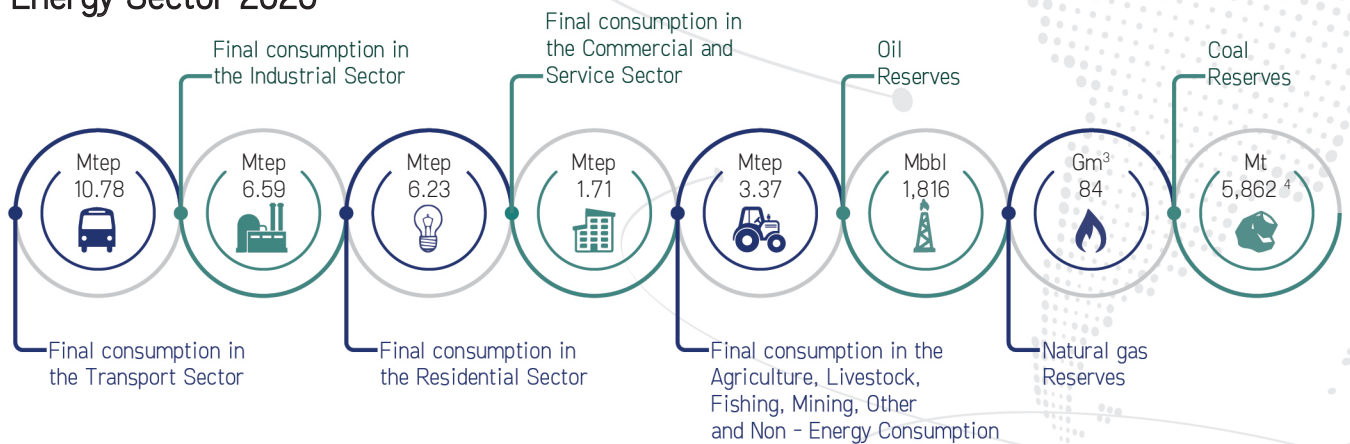 Energy Sector 2020
Final consumption in
the Industrial Sector
Final consumption in
the Commercial and
Service Sector
Oil
Reserves
Coal
Reserves
Mtep
10.78
Mtep
6.59
Mtep
6.23
Mtep
1.71
Mtep
3.37
Mbbl
1,816
Gm³
84
Mt
5,862 ⁴
Final consumption in
the Transport Sector
Final consumption in
the Residential Sector
Final consumption in the
Agriculture, Livestock,
Fishing, Mining, Other
and Non - Energy Consumption
Natural gas
Reserves